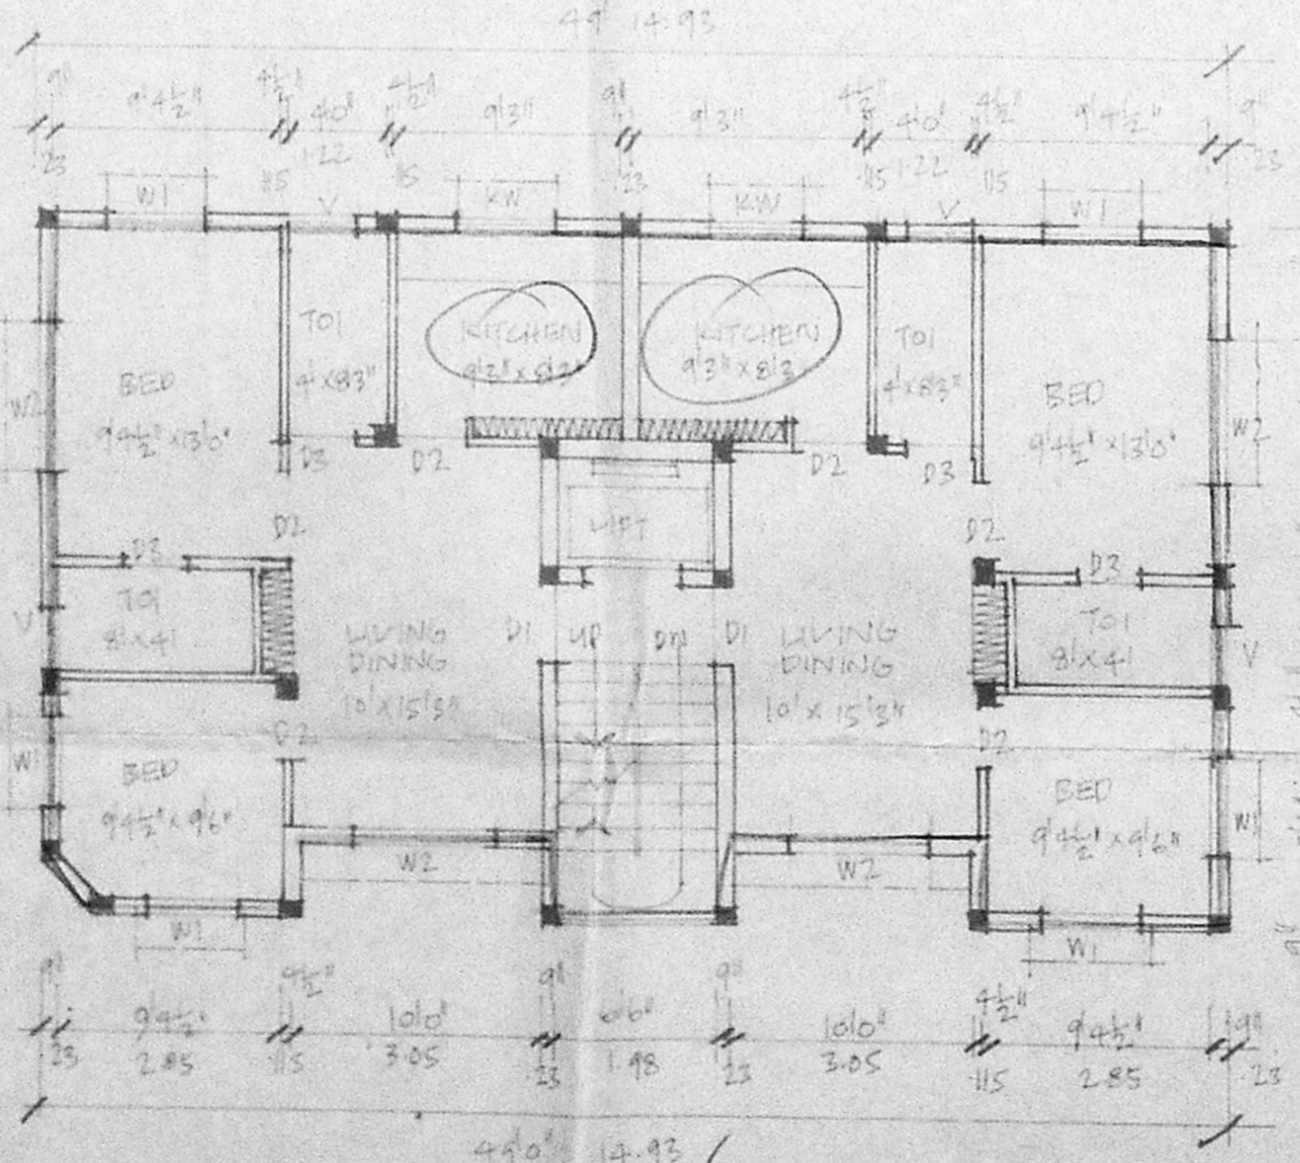 49' 14.93
9" 9'4½" 4½" 4'0" 4½" 9'3" 9" 9'3" 4½" 4'0" 4½" 9'4½" 9"
.23 .115 1.22 .115 .23 .115 1.22 .115 .23
W1 V KW KW V W1
TOI KITCHEN KITCHEN TOI
4'x8'3" 9'3"x8'3" 9'3"x8'3" 4'x8'3"
BED BED
W2 9'4½"x13'0" 9'4½"x13'0" W2
D3 D2 D2 D3
D2 LIFT D2
D3 D3
TOI TOI
V 8'x4' 8'x4' V
LIVING D1 UP DN D1 LIVING
DINING DINING
10'x15'3" 10'x15'3"
D2 D2
W1 BED BED W1
9'4½"x9'6" 9'4½"x9'6"
W2 W2
W1 W1
9" 9'4½" 4½" 10'0" 9" 6'6" 9" 10'0" 4½" 9'4½" 9"
.23 2.85 .115 3.05 .23 1.98 .23 3.05 .115 2.85 .23
49'0" 14.93